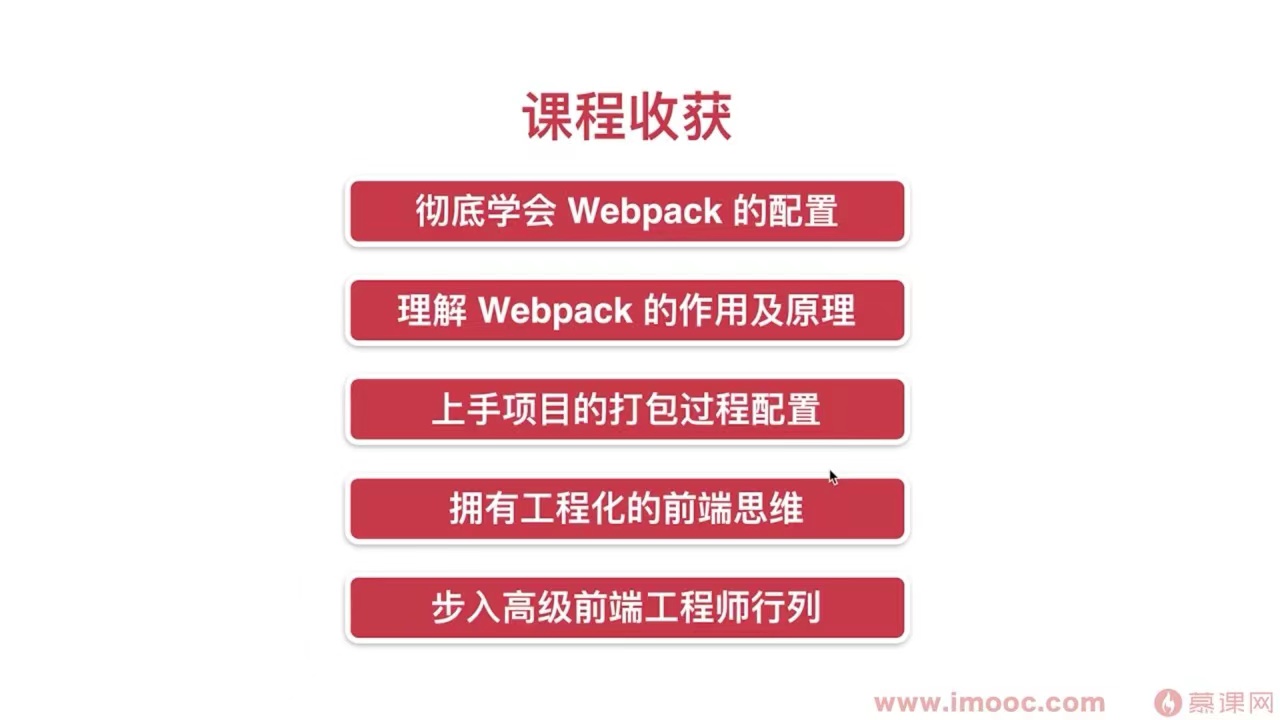 课程收获
彻底学会 Webpack 的配置
理解 Webpack 的作用及原理
上手项目的打包过程配置
拥有工程化的前端思维
步入高级前端工程师行列
www.imooc.com 慕课网